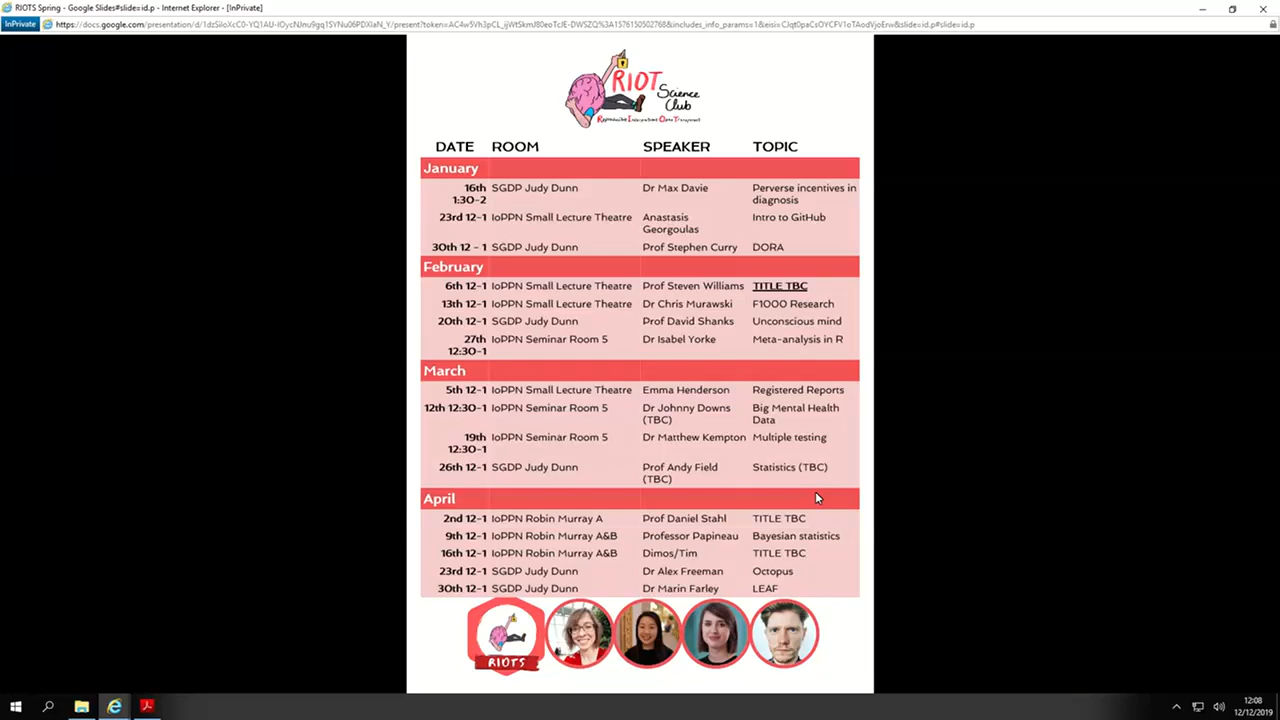 RIOTS Spring - Google Slides#slide=id.p - Internet Explorer - [InPrivate]
InPrivate
RIOT
Science
Club
DATE ROOM SPEAKER TOPIC
January
16th SGDP Judy Dunn Dr Max Davie Perverse incentives in
1:30-2 diagnosis
23rd 12-1 IoPPN Small Lecture Theatre Anastasis Intro to GitHub
Georgoulas
30th 12 - 1 SGDP Judy Dunn Prof Stephen Curry DORA
February
6th 12-1 IoPPN Small Lecture Theatre Prof Steven Williams TITLE TBC
13th 12-1 IoPPN Small Lecture Theatre Dr Chris Murawski F1000 Research
20th 12-1 SGDP Judy Dunn Prof David Shanks Unconscious mind
27th IoPPN Seminar Room 5 Dr Isabel Yorke Meta-analysis in R
12:30-1
March
5th 12-1 IoPPN Small Lecture Theatre Emma Henderson Registered Reports
12th 12:30-1 IoPPN Seminar Room 5 Dr Johnny Downs Big Mental Health
(TBC) Data
19th IoPPN Seminar Room 5 Dr Matthew Kempton Multiple testing
12:30-1
26th 12-1 SGDP Judy Dunn Prof Andy Field Statistics (TBC)
(TBC)
April
2nd 12-1 IoPPN Robin Murray A Prof Daniel Stahl TITLE TBC
9th 12-1 IoPPN Robin Murray A&B Professor Papineau Bayesian statistics
16th 12-1 IoPPN Robin Murray A&B Dimos/Tim TITLE TBC
23rd 12-1 SGDP Judy Dunn Dr Alex Freeman Octopus
30th 12-1 SGDP Judy Dunn Dr Marin Farley LEAF
RIOTS
12:08
12/12/2019